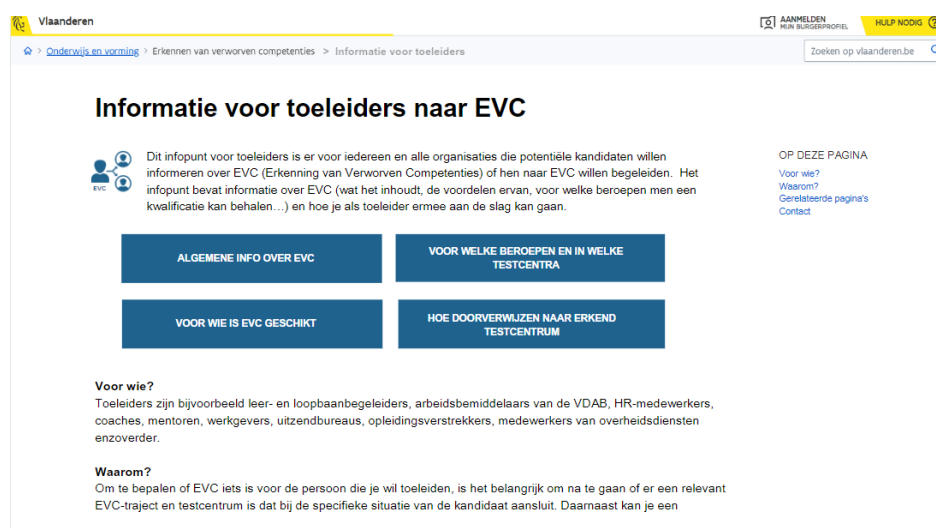 Vlaanderen
AANMELDEN
MIJN BURGERPROFIEL
HULP NODIG
Onderwijs en vorming > Erkennen van verworven competenties > Informatie voor toeleiders
Zoeken op vlaanderen.be
Informatie voor toeleiders naar EVC
EVC
Dit infopunt voor toeleiders is er voor iedereen en alle organisaties die potentiële kandidaten willen
informeren over EVC (Erkenning van Verworven Competenties) of hen naar EVC willen begeleiden. Het
infopunt bevat informatie over EVC (wat het inhoudt, de voordelen ervan, voor welke beroepen men een
kwalificatie kan behalen…) en hoe je als toeleider ermee aan de slag kan gaan.
OP DEZE PAGINA
Voor wie?
Waarom?
Gerelateerde pagina's
Contact
ALGEMENE INFO OVER EVC
VOOR WELKE BEROEPEN EN IN WELKE
TESTCENTRA
VOOR WIE IS EVC GESCHIKT
HOE DOORVERWIJZEN NAAR ERKEND
TESTCENTRUM
Voor wie?
Toeleiders zijn bijvoorbeeld leer- en loopbaanbegeleiders, arbeidsbemiddelaars van de VDAB, HR-medewerkers,
coaches, mentoren, werkgevers, uitzendbureaus, opleidingsverstrekkers, medewerkers van overheidsdiensten
enzoverder.
Waarom?
Om te bepalen of EVC iets is voor de persoon die je wil toeleiden, is het belangrijk om na te gaan of er een relevant
EVC-traject en testcentrum is dat bij de specifieke situatie van de kandidaat aansluit. Daarnaast kan je een